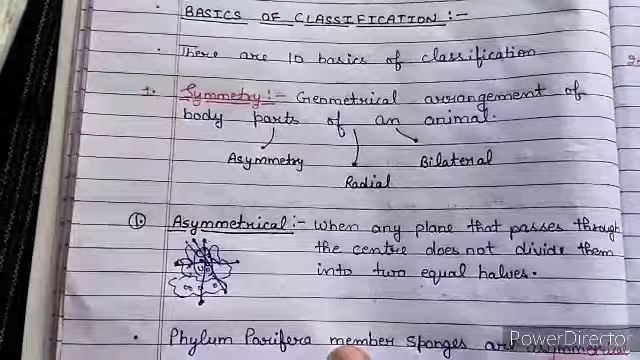 BASICS OF CLASSIFICATION :-
There are 10 basics of classification
1. Symmetry :- Geometrical arrangement of
body parts of an animal.
Asymmetry
Bilateral
Radial
① Asymmetrical :- when any plane that passes through
the centre does not divide them
into two equal halves.
Phylum Porifera member sponges are
PowerDirector